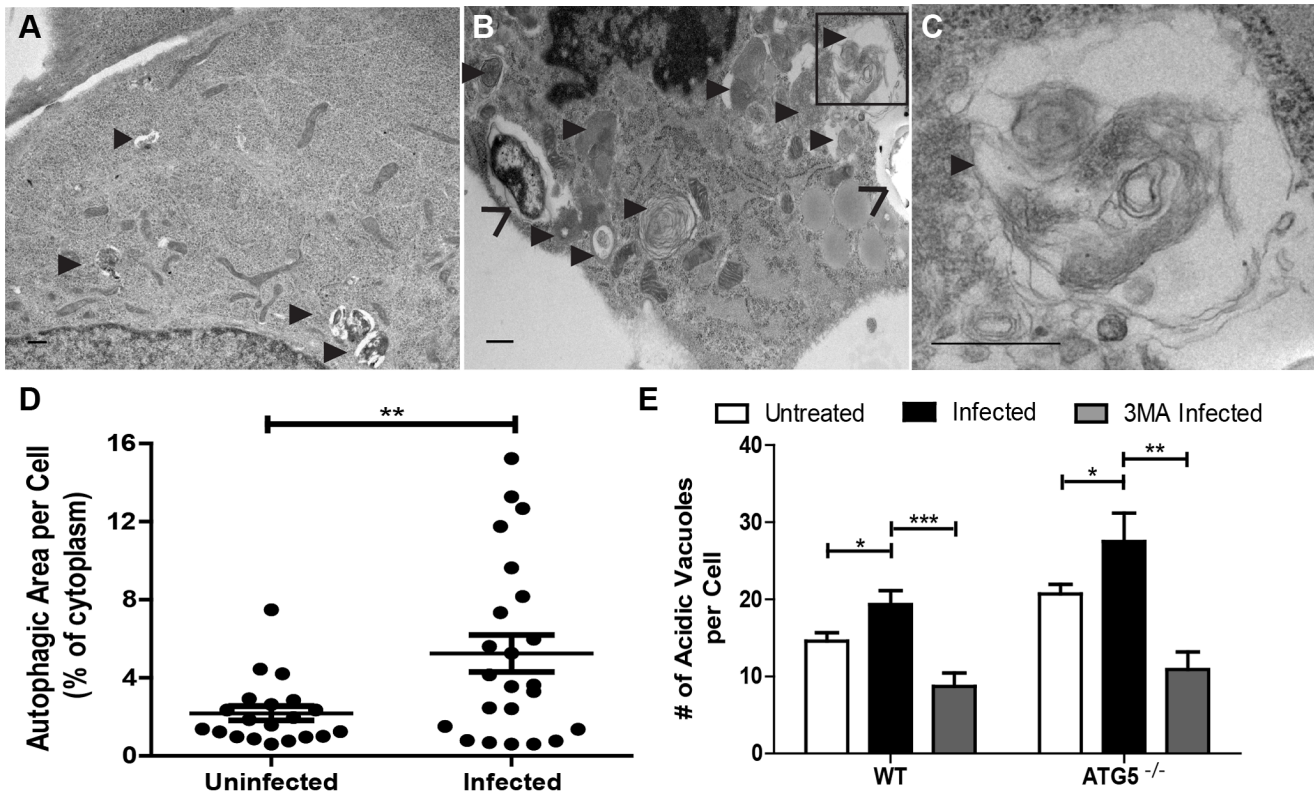 A
B
C
D
**
16
12
8
4
0
Autophagic Area per Cell
(% of cytoplasm)
Uninfected
Infected
E
Untreated
Infected
3MA Infected
40
30
20
10
0
# of Acidic Vacuoles
per Cell
*
***
*
**
WT
ATG5 -/-